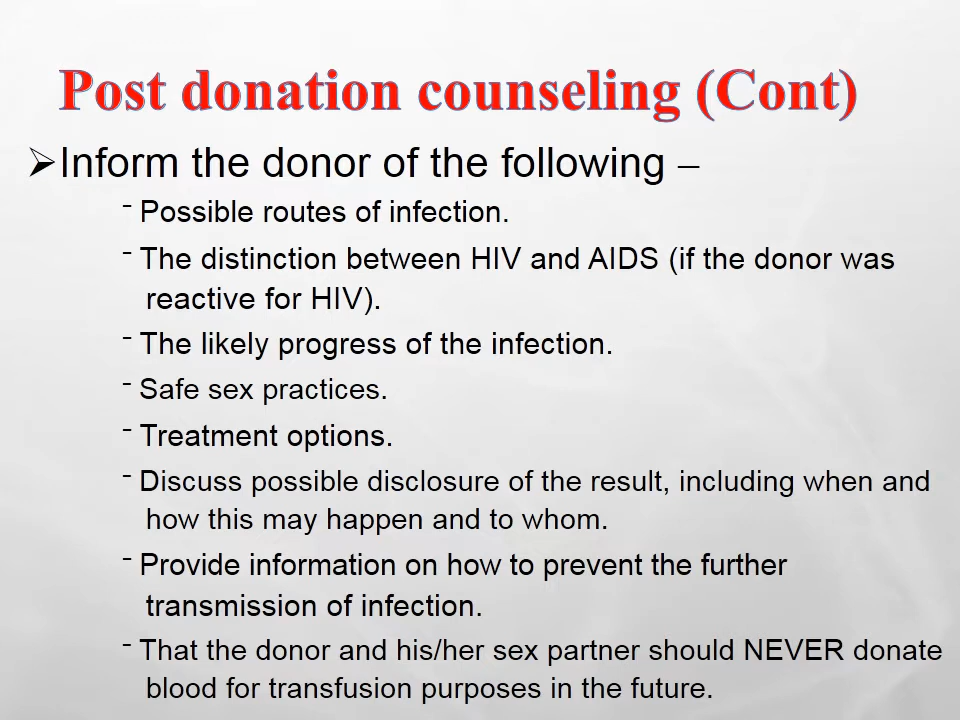 Post donation counseling (Cont)
➢Inform the donor of the following –
⁻ Possible routes of infection.
⁻ The distinction between HIV and AIDS (if the donor was
reactive for HIV).
⁻ The likely progress of the infection.
⁻ Safe sex practices.
⁻ Treatment options.
⁻ Discuss possible disclosure of the result, including when and
how this may happen and to whom.
⁻ Provide information on how to prevent the further
transmission of infection.
⁻ That the donor and his/her sex partner should NEVER donate
blood for transfusion purposes in the future.